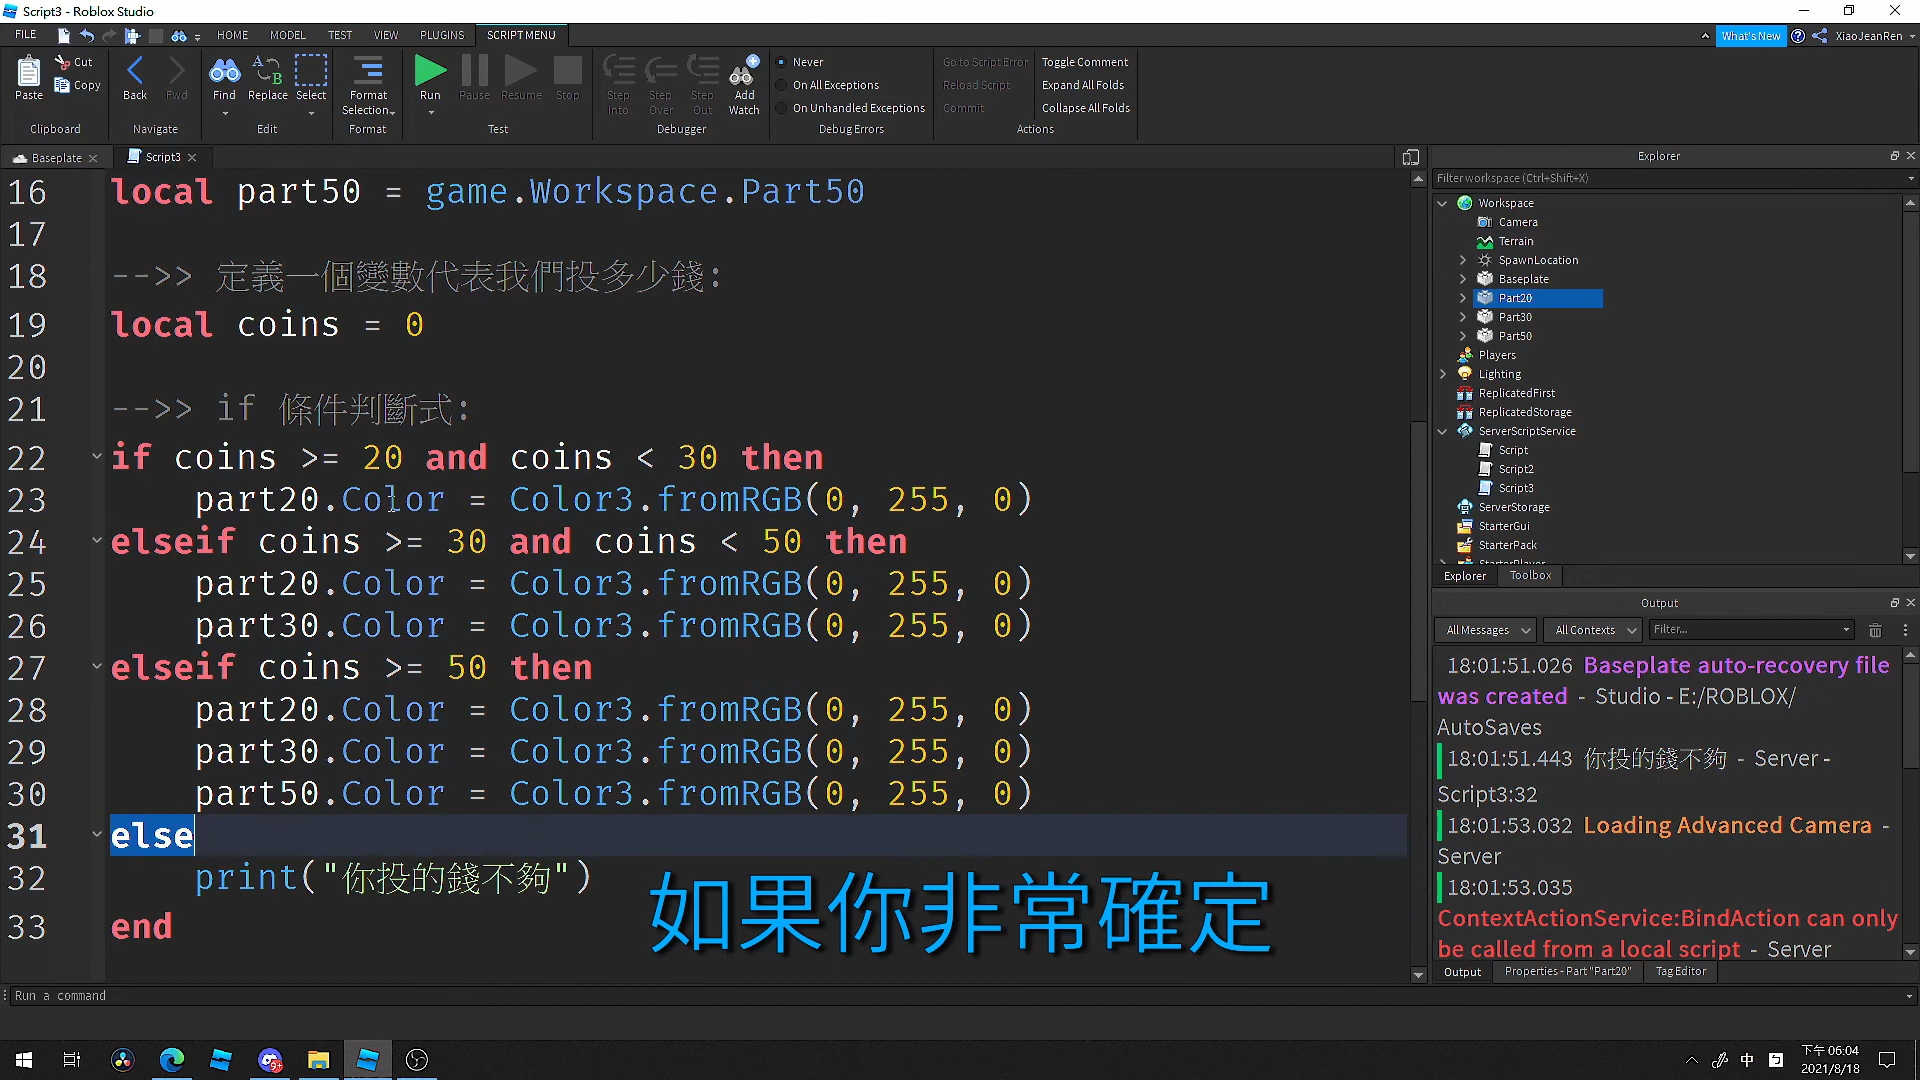 Script3 - Roblox Studio
FILE HOME MODEL TEST VIEW PLUGINS SCRIPT MENU What's New XiaoJeanRen
Paste Cut Copy Clipboard
Back Fwd Navigate
Find Replace Select Edit
Format Selection Format
Run Pause Resume Stop Test
Step Into Step Over Step Out Add Watch Debugger
Never
On All Exceptions
On Unhandled Exceptions
Debug Errors
Go to Script Error Toggle Comment
Reload Script Expand All Folds
Commit Collapse All Folds
Actions
Baseplate Script3
16 local part50 = game.Workspace.Part50
17
18 -->> 定義一個變數代表我們投多少錢:
19 local coins = 0
20
21 -->> if 條件判斷式:
22 if coins >= 20 and coins < 30 then
23 part20.Color = Color3.fromRGB(0, 255, 0)
24 elseif coins >= 30 and coins < 50 then
25 part20.Color = Color3.fromRGB(0, 255, 0)
26 part30.Color = Color3.fromRGB(0, 255, 0)
27 elseif coins >= 50 then
28 part20.Color = Color3.fromRGB(0, 255, 0)
29 part30.Color = Color3.fromRGB(0, 255, 0)
30 part50.Color = Color3.fromRGB(0, 255, 0)
31 else
32 print("你投的錢不夠")
33 end
如果你非常確定
Explorer
Filter workspace (Ctrl+Shift+X)
Workspace
Camera
Terrain
SpawnLocation
Baseplate
Part20
Part30
Part50
Players
Lighting
ReplicatedFirst
ReplicatedStorage
ServerScriptService
Script
Script2
Script3
ServerStorage
StarterGui
StarterPack
StarterPlayer
Explorer Toolbox
Output
All Messages All Contexts Filter...
18:01:51.026 Baseplate auto-recovery file
was created - Studio - E:/ROBLOX/
AutoSaves
18:01:51.443 你投的錢不夠 - Server -
Script3:32
18:01:53.032 Loading Advanced Camera -
Server
18:01:53.035
ContextActionService:BindAction can only
be called from a local script - Server
Output Properties - Part "Part20" Tag Editor
Run a command
中 下午 06:04
2021/8/18